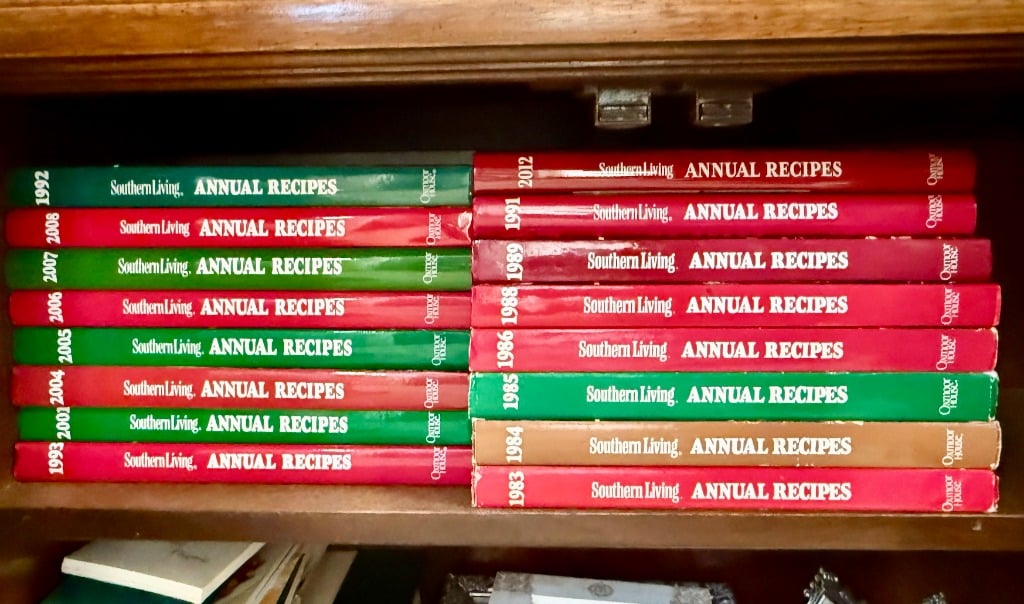 1992 Southern Living ANNUAL RECIPES Oxmoor House
2008 Southern Living ANNUAL RECIPES Oxmoor House
2007 Southern Living ANNUAL RECIPES Oxmoor House
2006 Southern Living ANNUAL RECIPES Oxmoor House
2005 Southern Living ANNUAL RECIPES Oxmoor House
2004 Southern Living ANNUAL RECIPES Oxmoor House
2001 Southern Living ANNUAL RECIPES Oxmoor House
1993 Southern Living ANNUAL RECIPES Oxmoor House
2012 Southern Living ANNUAL RECIPES Oxmoor House
1991 Southern Living ANNUAL RECIPES Oxmoor House
1989 Southern Living ANNUAL RECIPES Oxmoor House
1988 Southern Living ANNUAL RECIPES Oxmoor House
1986 Southern Living ANNUAL RECIPES Oxmoor House
1985 Southern Living ANNUAL RECIPES Oxmoor House
1984 Southern Living ANNUAL RECIPES Oxmoor House
1983 Southern Living ANNUAL RECIPES Oxmoor House